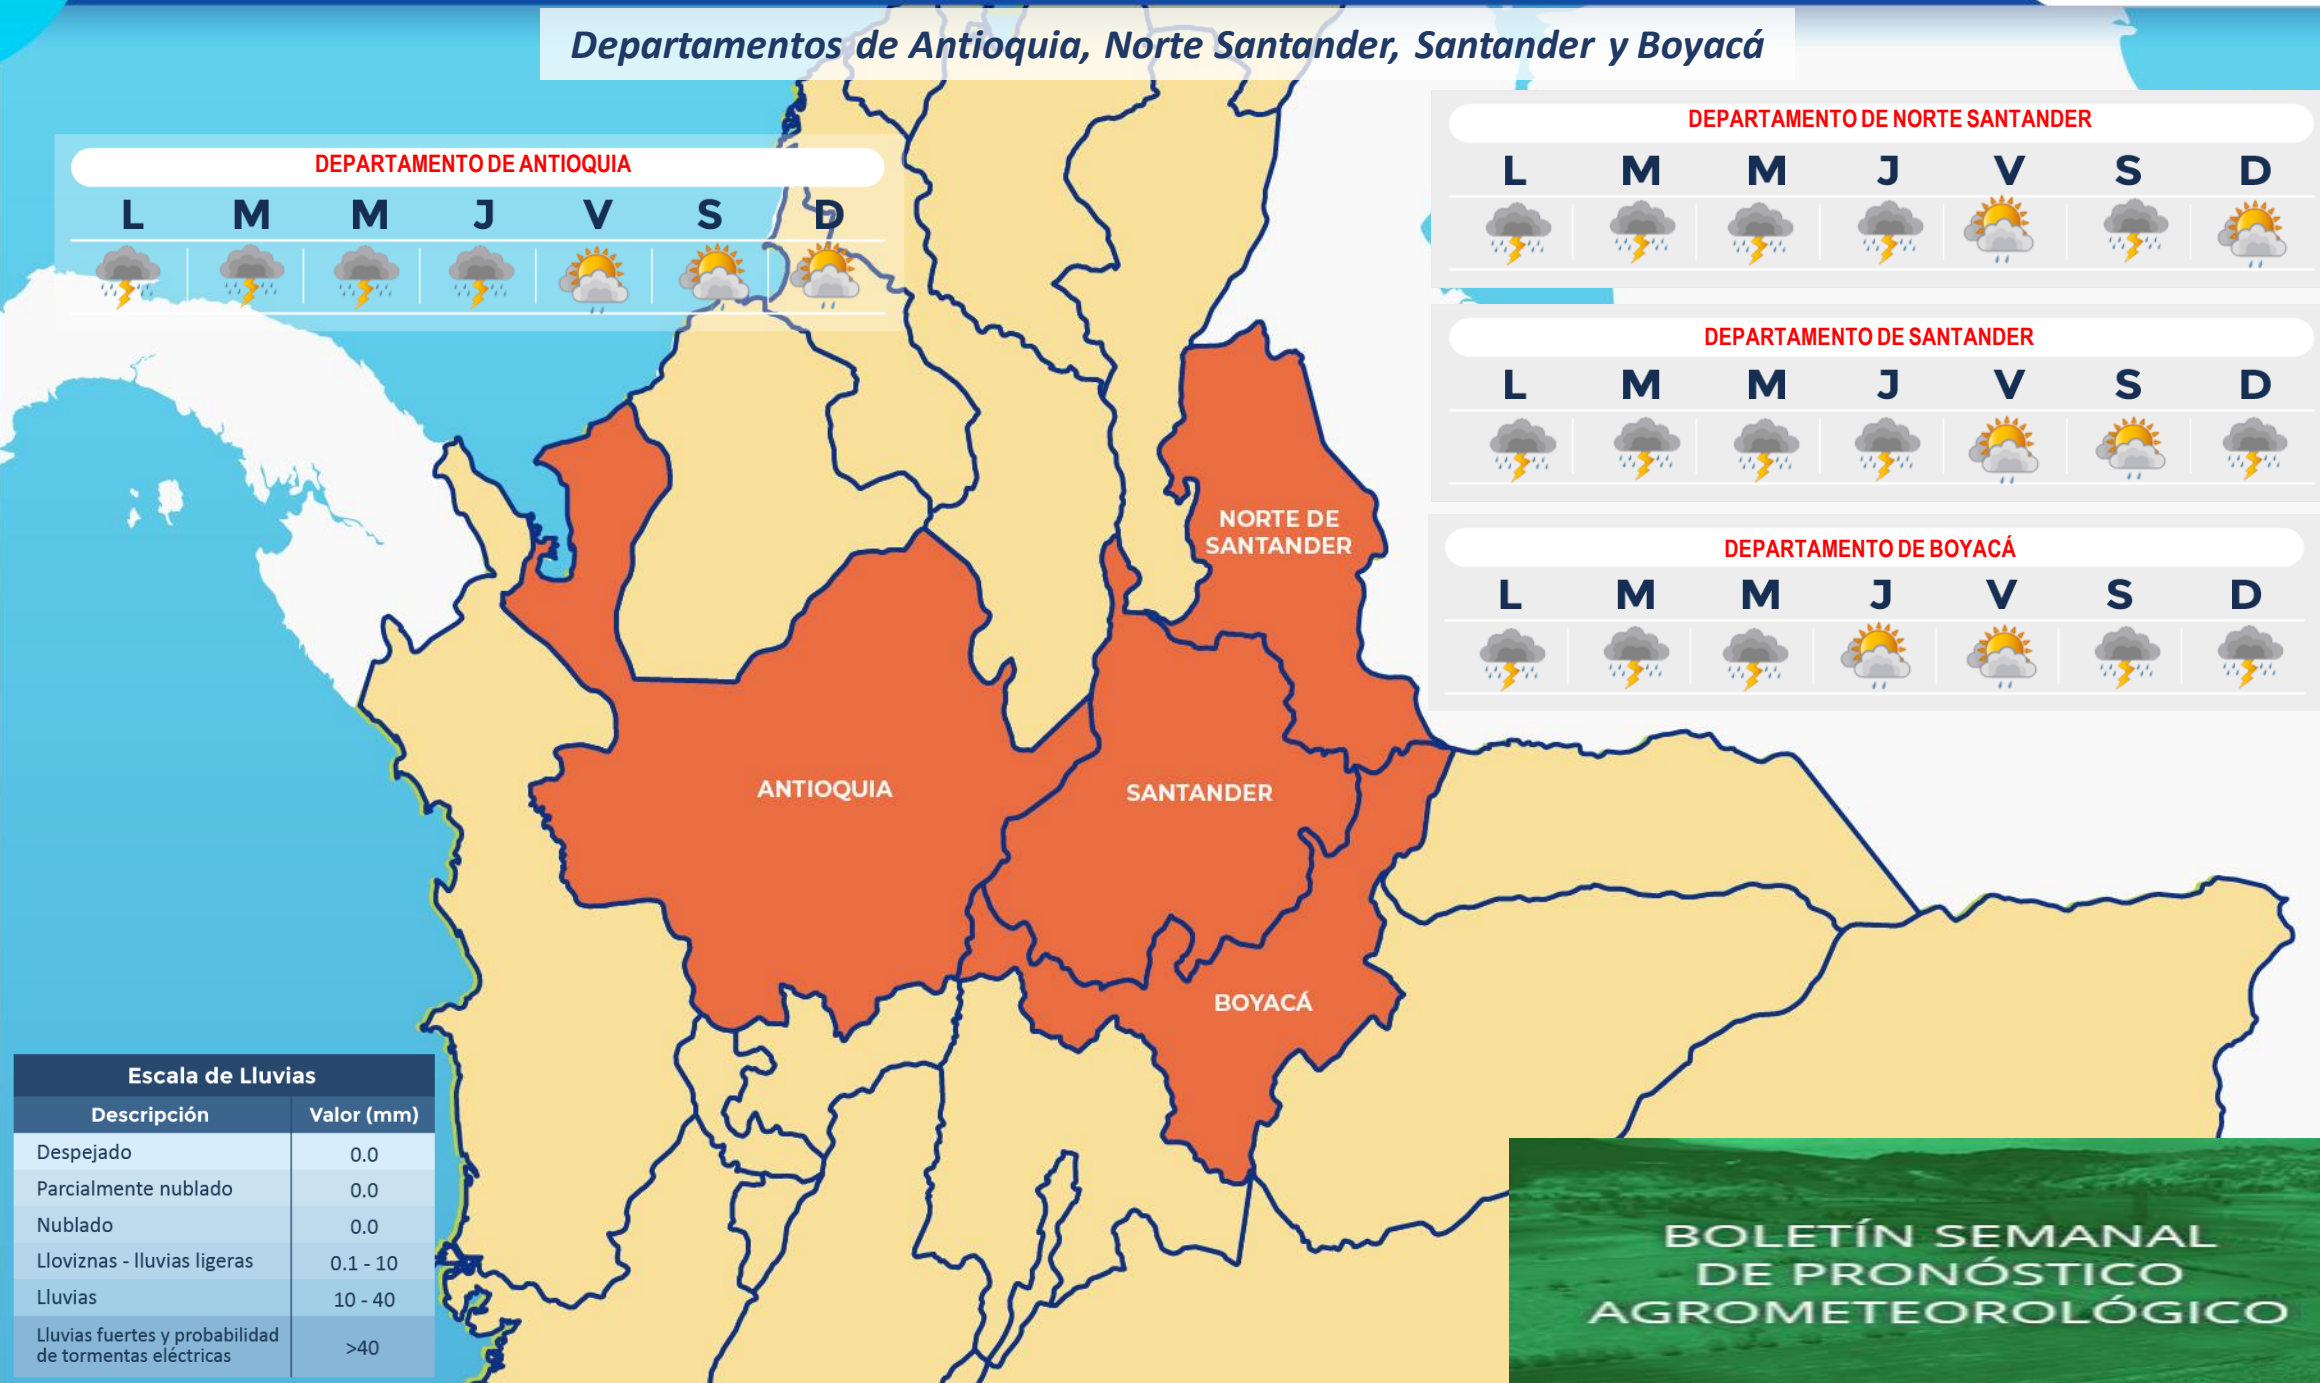 Departamentos de Antioquia, Norte Santander, Santander y Boyacá
DEPARTAMENTO DE ANTIOQUIA
L M M J V S D
DEPARTAMENTO DE NORTE SANTANDER
L M M J V S D
DEPARTAMENTO DE SANTANDER
L M M J V S D
DEPARTAMENTO DE BOYACÁ
L M M J V S D
NORTE DE
SANTANDER
ANTIOQUIA
SANTANDER
BOYACÁ
Escala de Lluvias
Descripción Valor (mm)
Despejado 0.0
Parcialmente nublado 0.0
Nublado 0.0
Lloviznas - lluvias ligeras 0.1 - 10
Lluvias 10 - 40
Lluvias fuertes y probabilidad
de tormentas eléctricas >40
BOLETÍN SEMANAL
DE PRONÓSTICO
AGROMETEOROLÓGICO